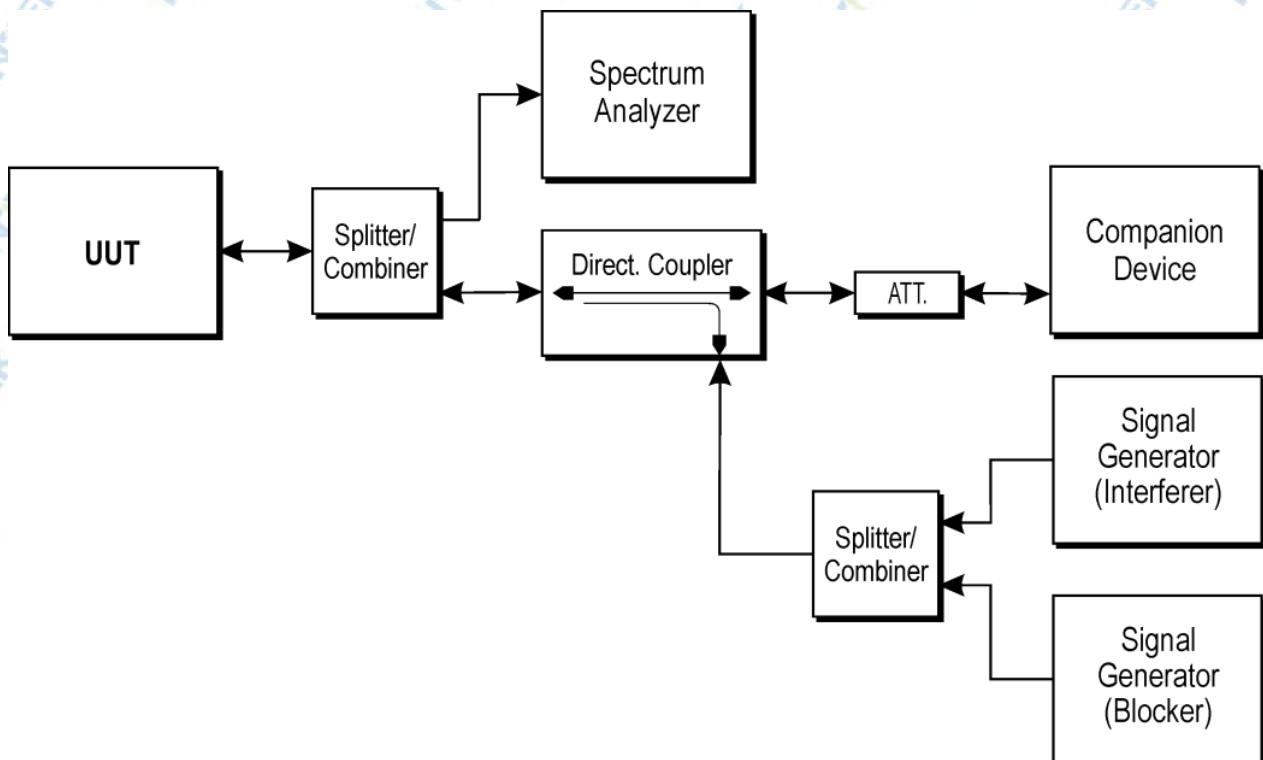 Spectrum
Analyzer
UUT
Splitter/
Combiner
Direct. Coupler
ATT.
Companion
Device
Signal
Generator
(Interferer)
Splitter/
Combiner
Signal
Generator
(Blocker)